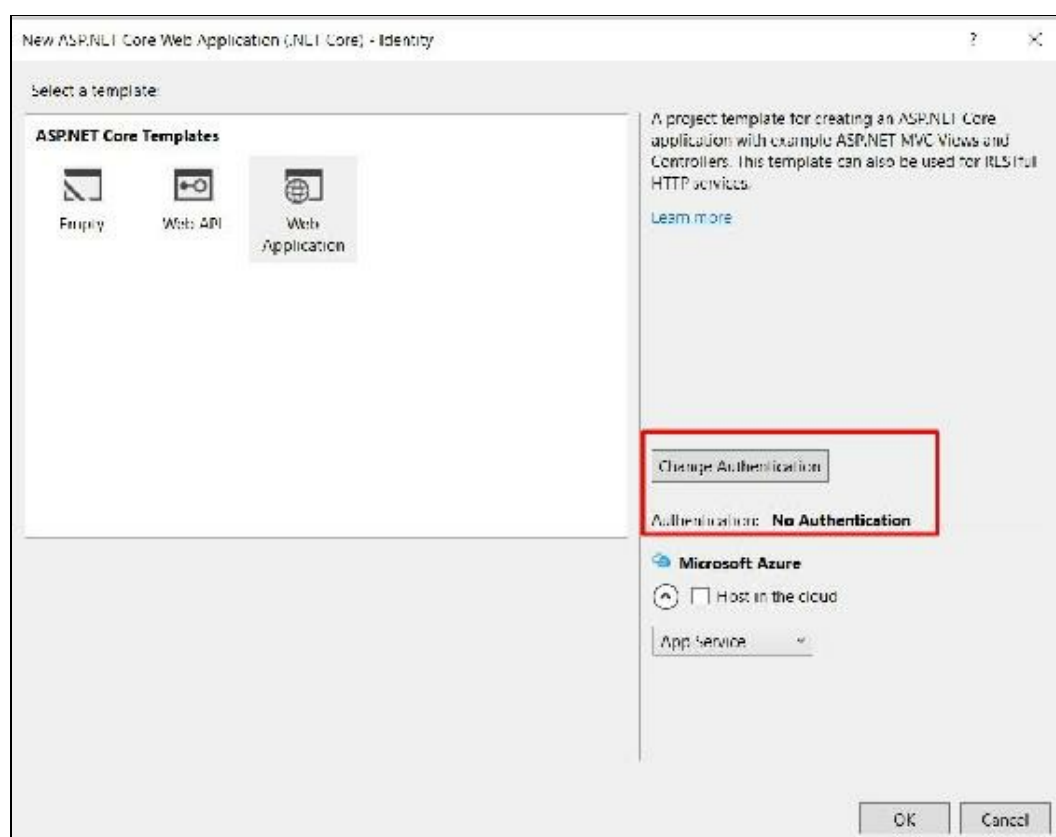 New ASP.NET Core Web Application (.NET Core) - Identity
?
Select a template:
ASP.NET Core Templates
Empty
Web API
Web
Application
A project template for creating an ASP.NET Core
application with example ASP.NET MVC Views and
Controllers. This template can also be used for RESTful
HTTP services.
Learn more
Change Authentication
Authentication: No Authentication
Microsoft Azure
Host in the cloud
App Service
OK
Cancel